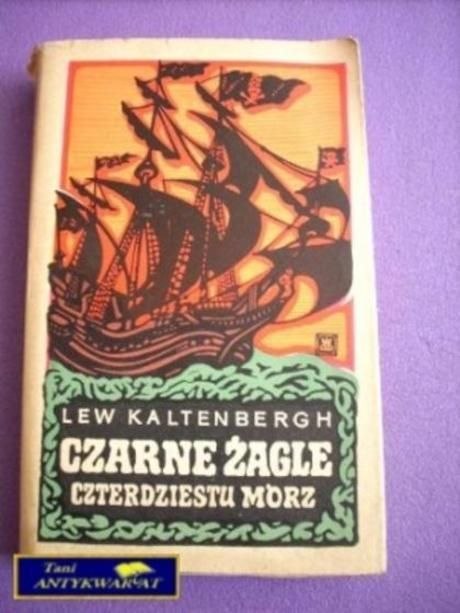 LEW KALTENBERGH
CZARNE ŻAGLE
CZTERDZIESTU MÓRZ
Tani
ANTYKWARIAT